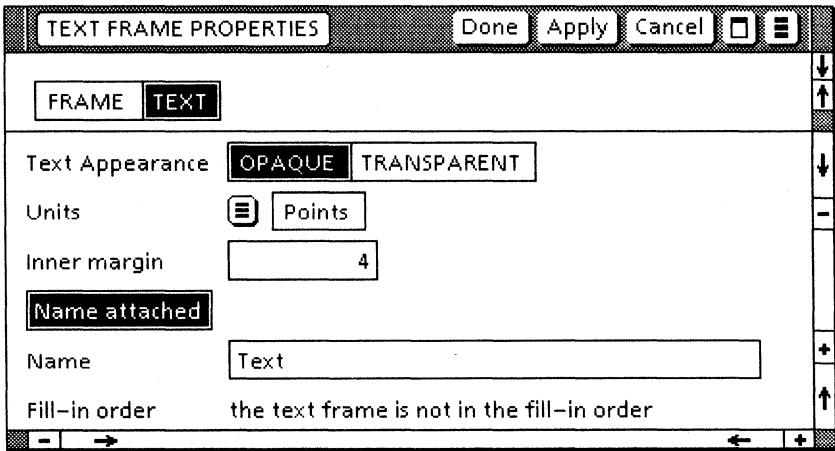 TEXT FRAME PROPERTIES Done Apply Cancel
FRAME TEXT
Text Appearance OPAQUE TRANSPARENT
Units Points
Inner margin 4
Name attached
Name Text
Fill-in order the text frame is not in the fill-in order